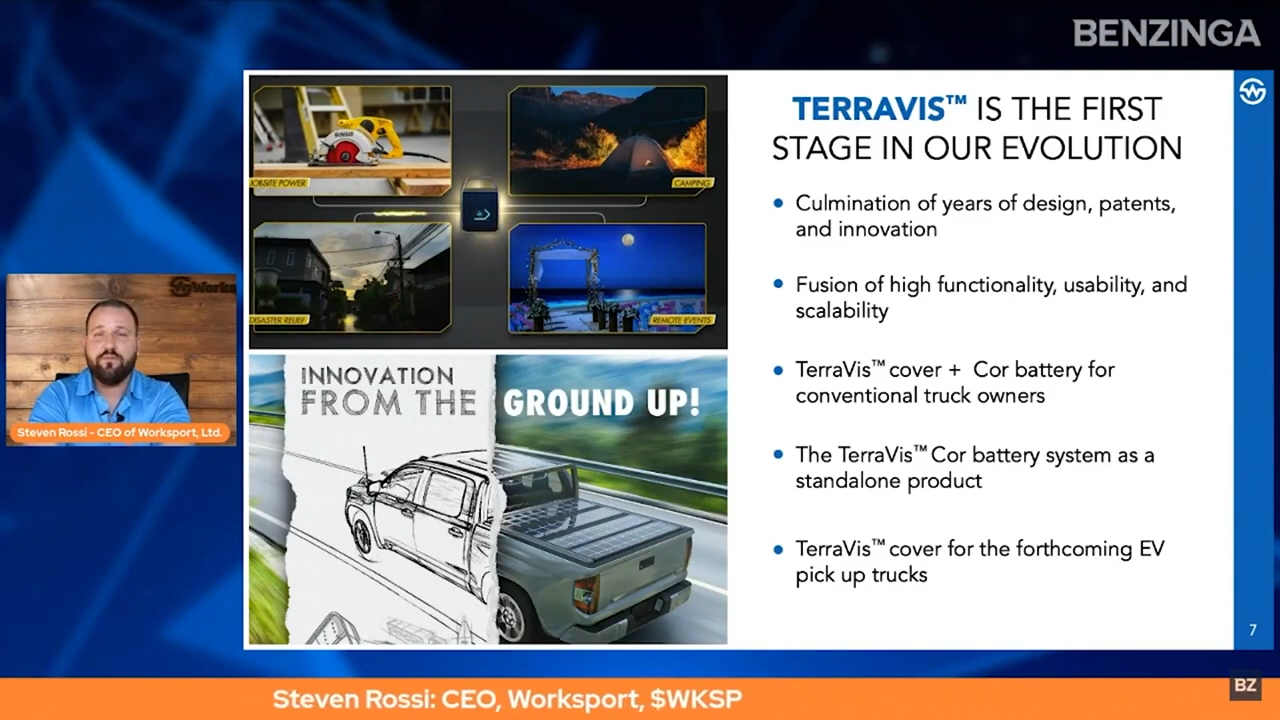 BENZINGA
TERRAVIS™ IS THE FIRST
STAGE IN OUR EVOLUTION
Culmination of years of design, patents,
and innovation
Fusion of high functionality, usability, and
scalability
TerraVis™ cover + Cor battery for
conventional truck owners
The TerraVis™ Cor battery system as a
standalone product
TerraVis™ cover for the forthcoming EV
pick up trucks
7
DEWALT
JOBSITE POWER
CAMPING
DISASTER RELIEF
REMOTE EVENTS
INNOVATION
FROM THE GROUND UP!
Works
Steven Rossi - CEO of Worksport, Ltd.
Steven Rossi: CEO, Worksport, $WKSP
BZ